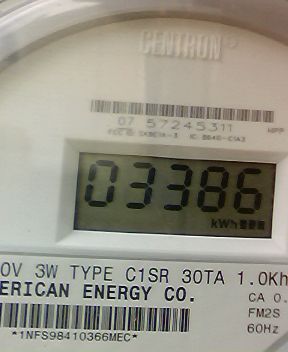 CENTRON®
07 57245311
HPP
03386
kWh
0V 3W TYPE C1SR 30TA 1.0Kh
ERICAN ENERGY CO.
CA 0.
FM2S
60Hz
*1NFS98410366MEC*